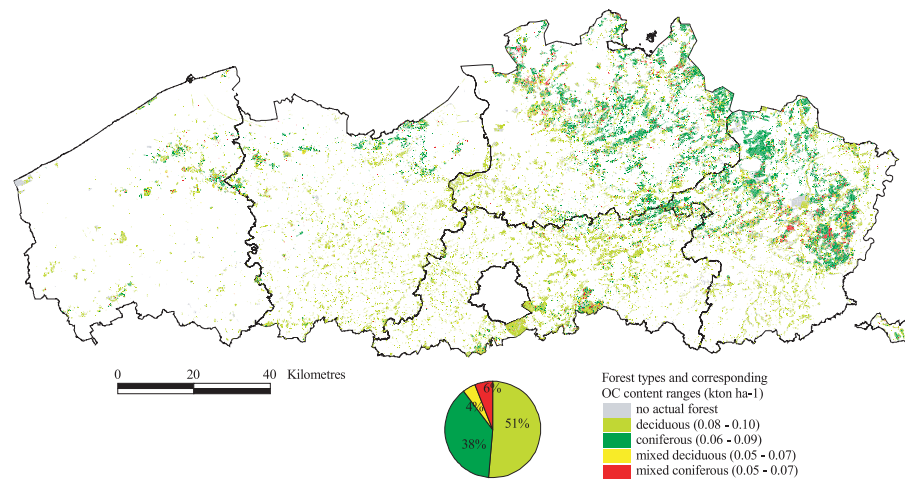 0 20 40 Kilometres
6%
4%
51%
38%
Forest types and corresponding
OC content ranges (kton ha-1)
no actual forest
deciduous (0.08 - 0.10)
coniferous (0.06 - 0.09)
mixed deciduous (0.05 - 0.07)
mixed coniferous (0.05 - 0.07)